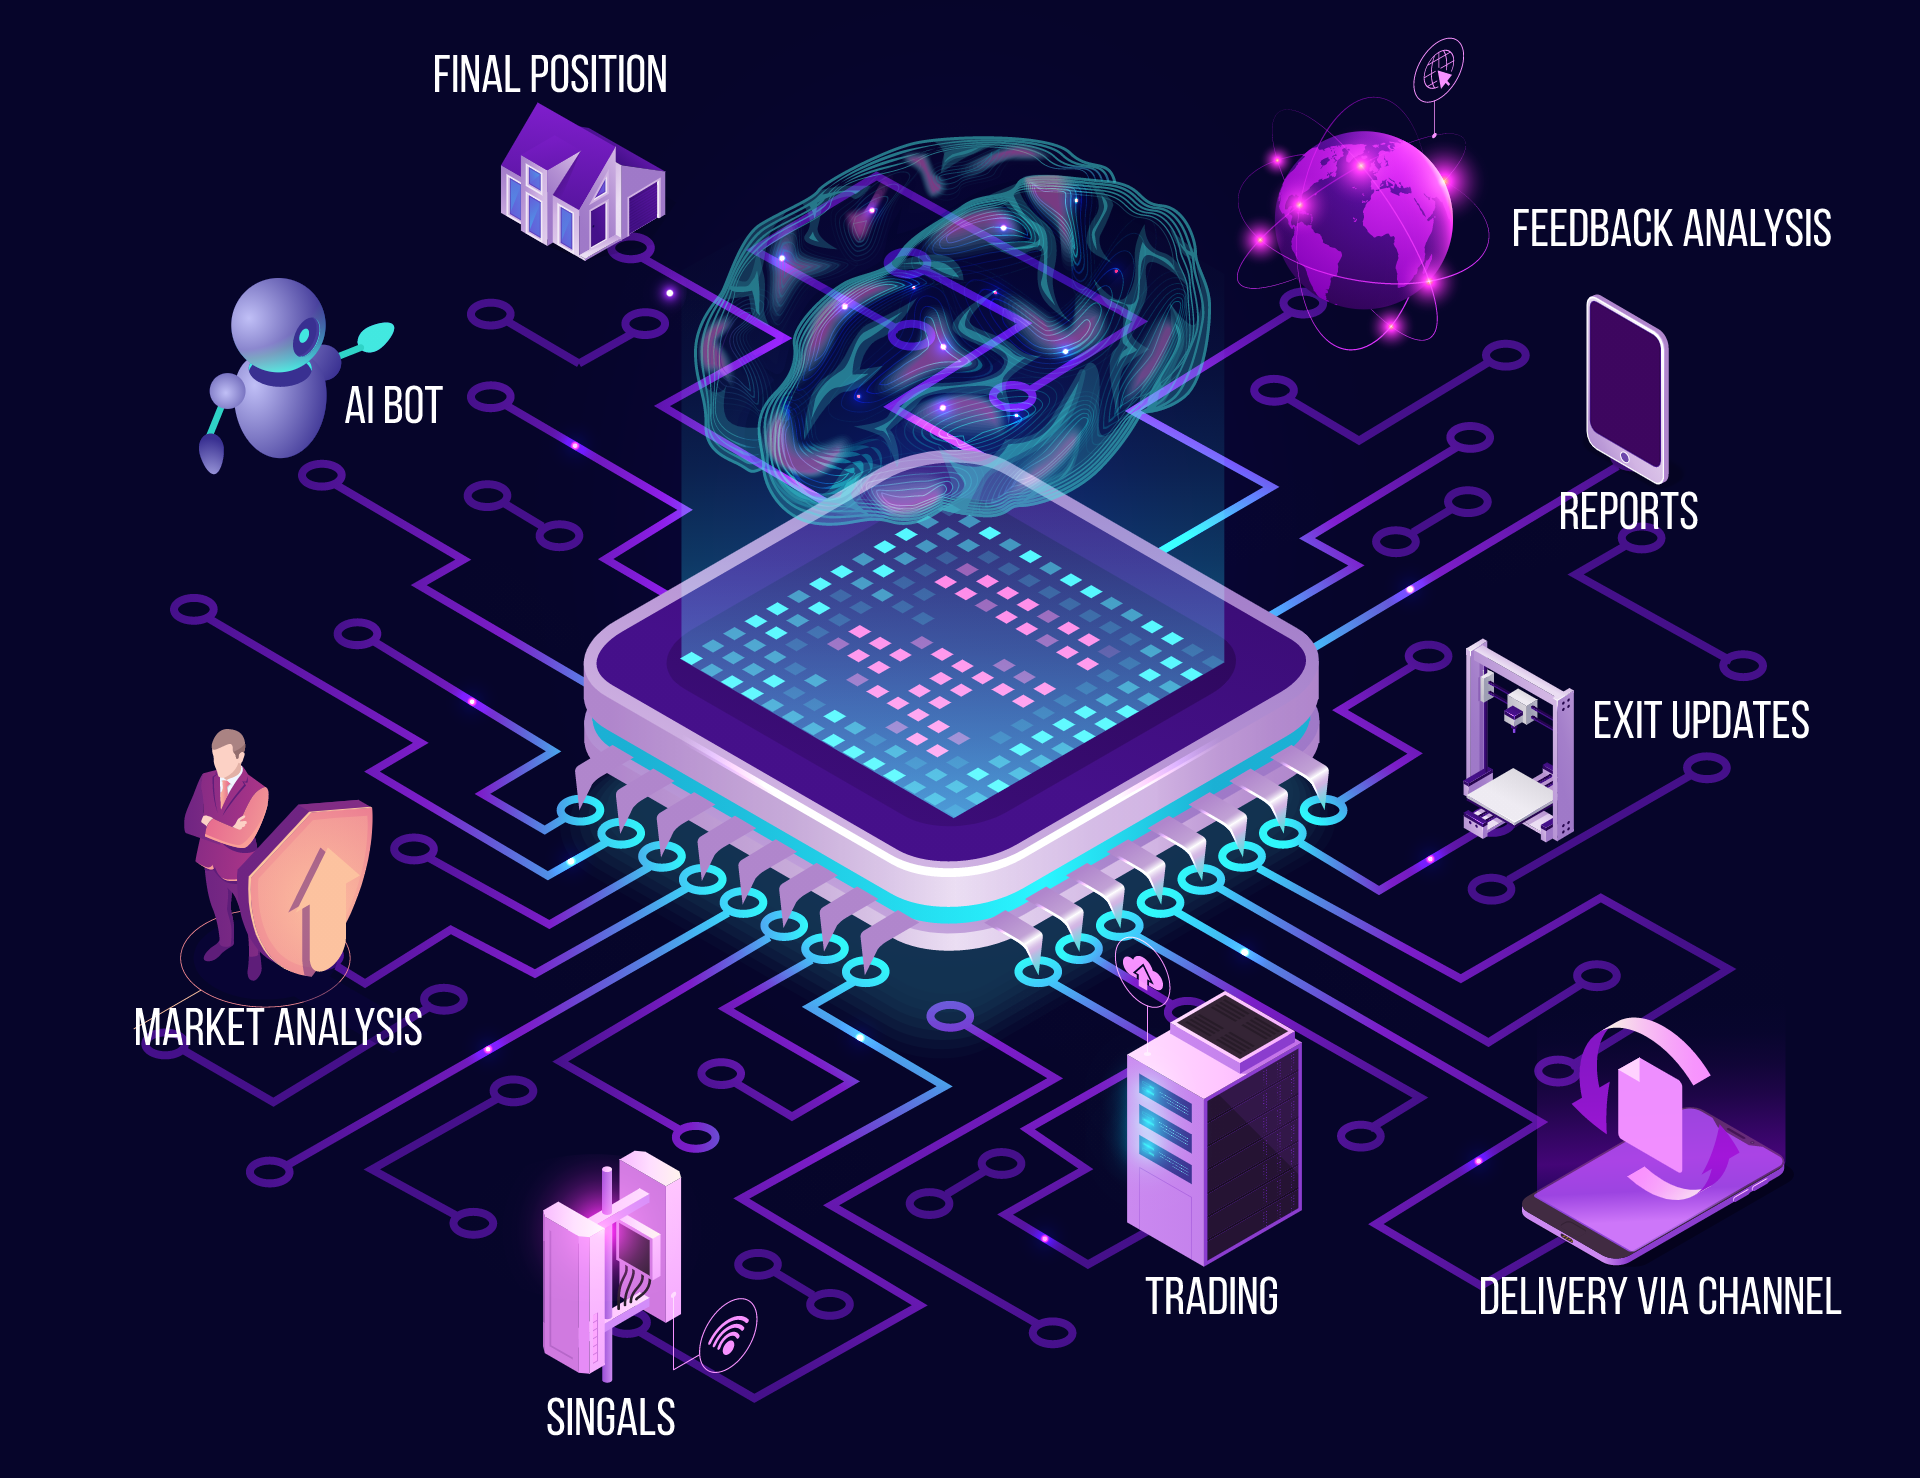 FINAL POSITION
FEEDBACK ANALYSIS
AI BOT
REPORTS
EXIT UPDATES
MARKET ANALYSIS
TRADING
DELIVERY VIA CHANNEL
SINGALS